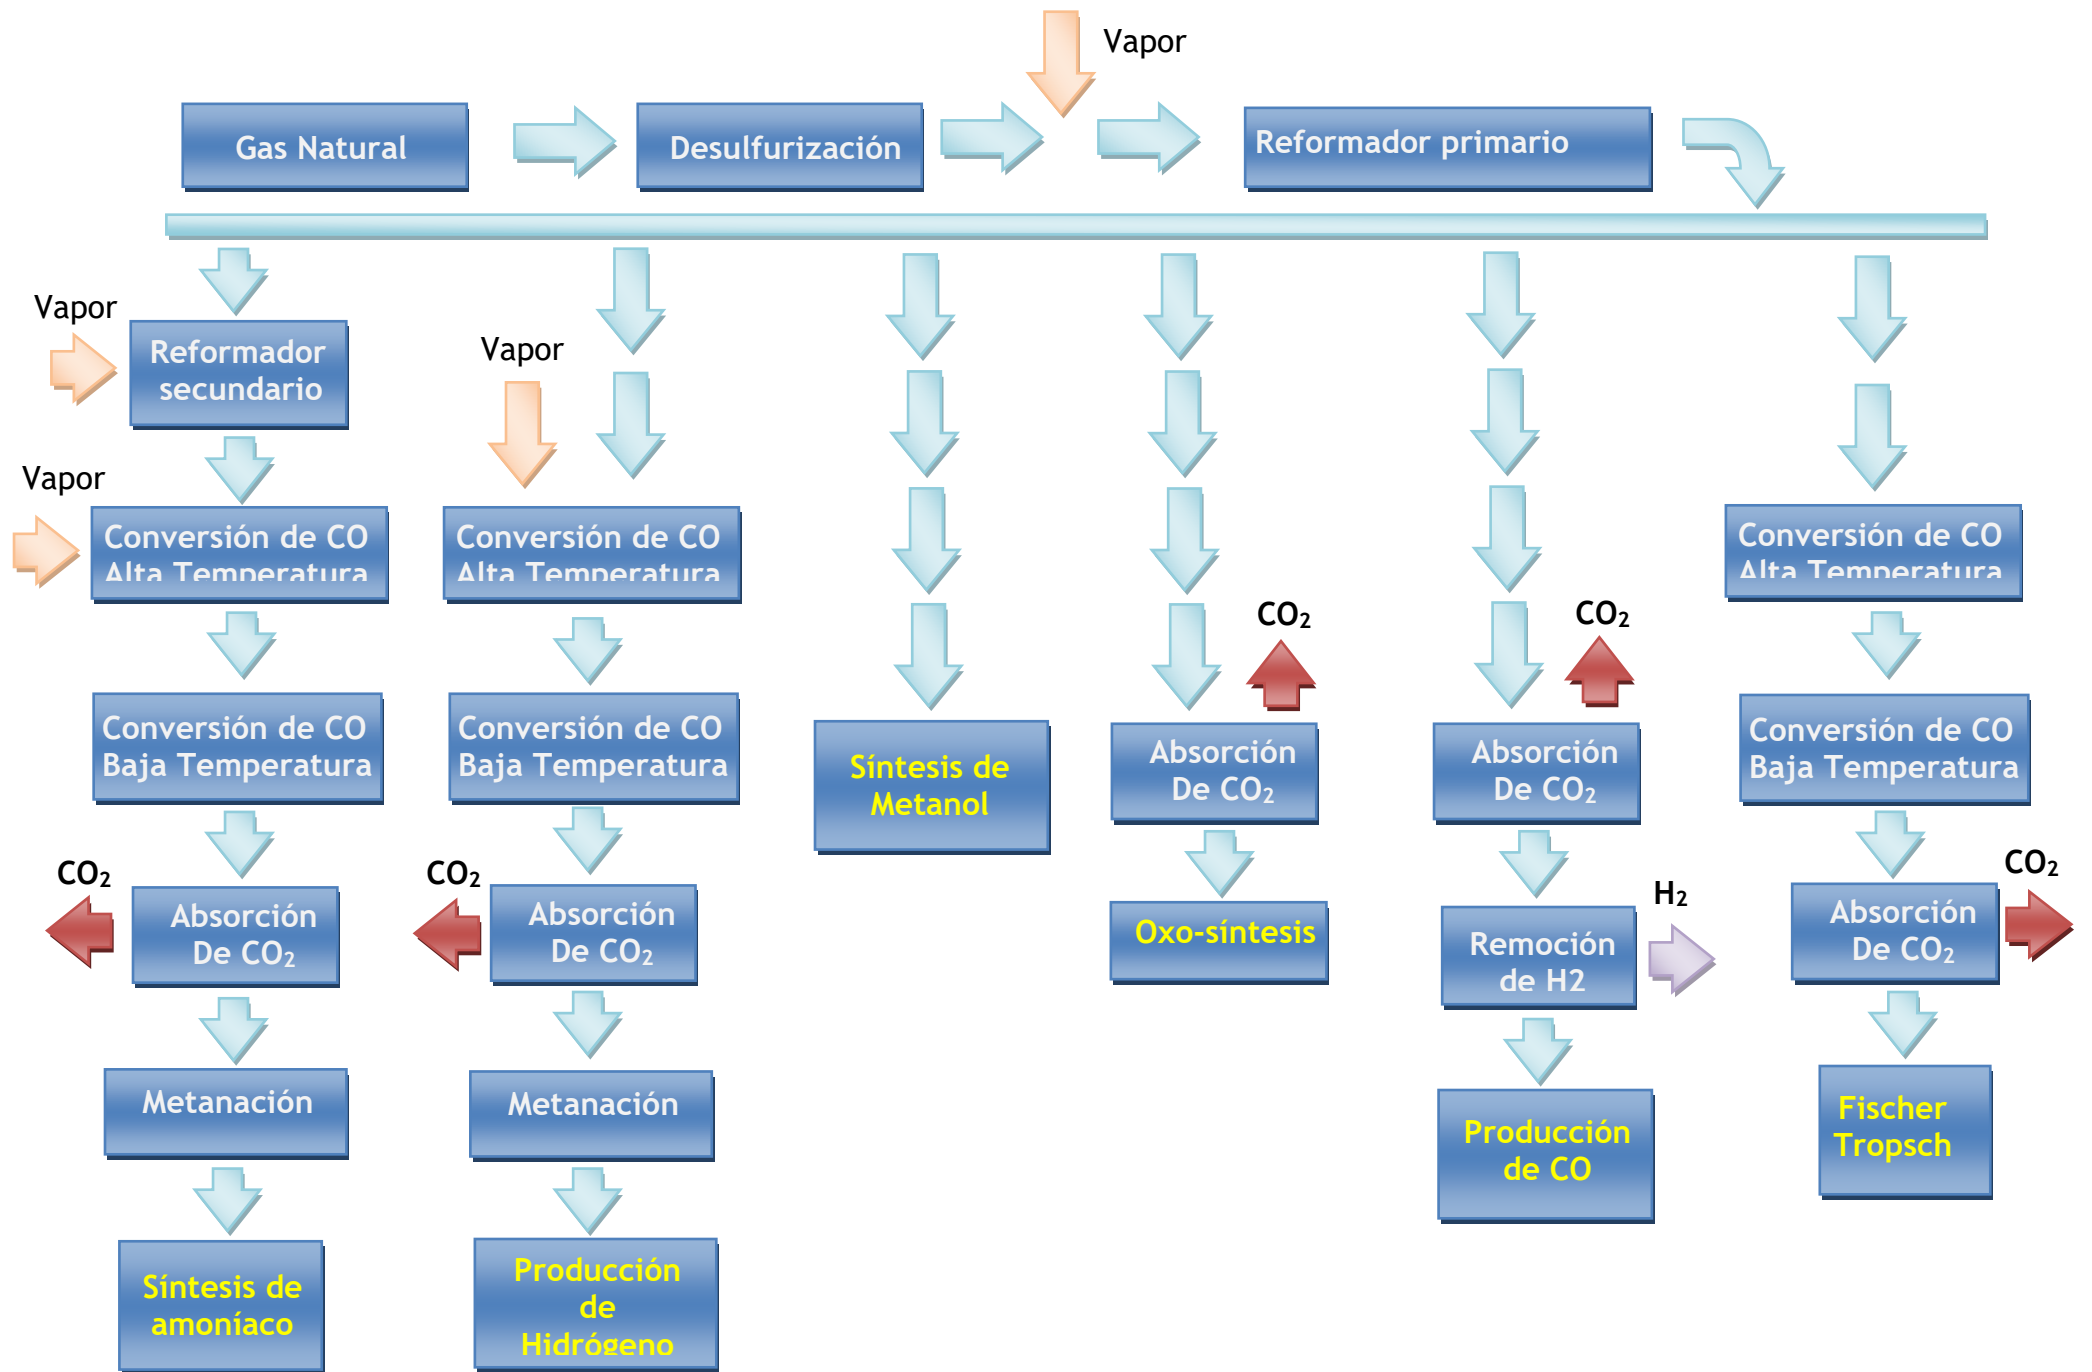 Vapor
Gas Natural
Desulfurización
Reformador primario
Vapor
Reformador
secundario
Vapor
Conversión de CO
Alta Temperatura
Conversión de CO
Baja Temperatura
CO₂
Absorción
De CO₂
Metanación
Síntesis de
amoníaco
Vapor
Conversión de CO
Alta Temperatura
Conversión de CO
Baja Temperatura
CO₂
Absorción
De CO₂
Metanación
Producción
de
Hidrógeno
Síntesis de
Metanol
CO₂
Absorción
De CO₂
Oxo-síntesis
CO₂
Absorción
De CO₂
H₂
Remoción
de H2
Producción
de CO
Conversión de CO
Alta Temperatura
Conversión de CO
Baja Temperatura
CO₂
Absorción
De CO₂
Fischer
Tropsch